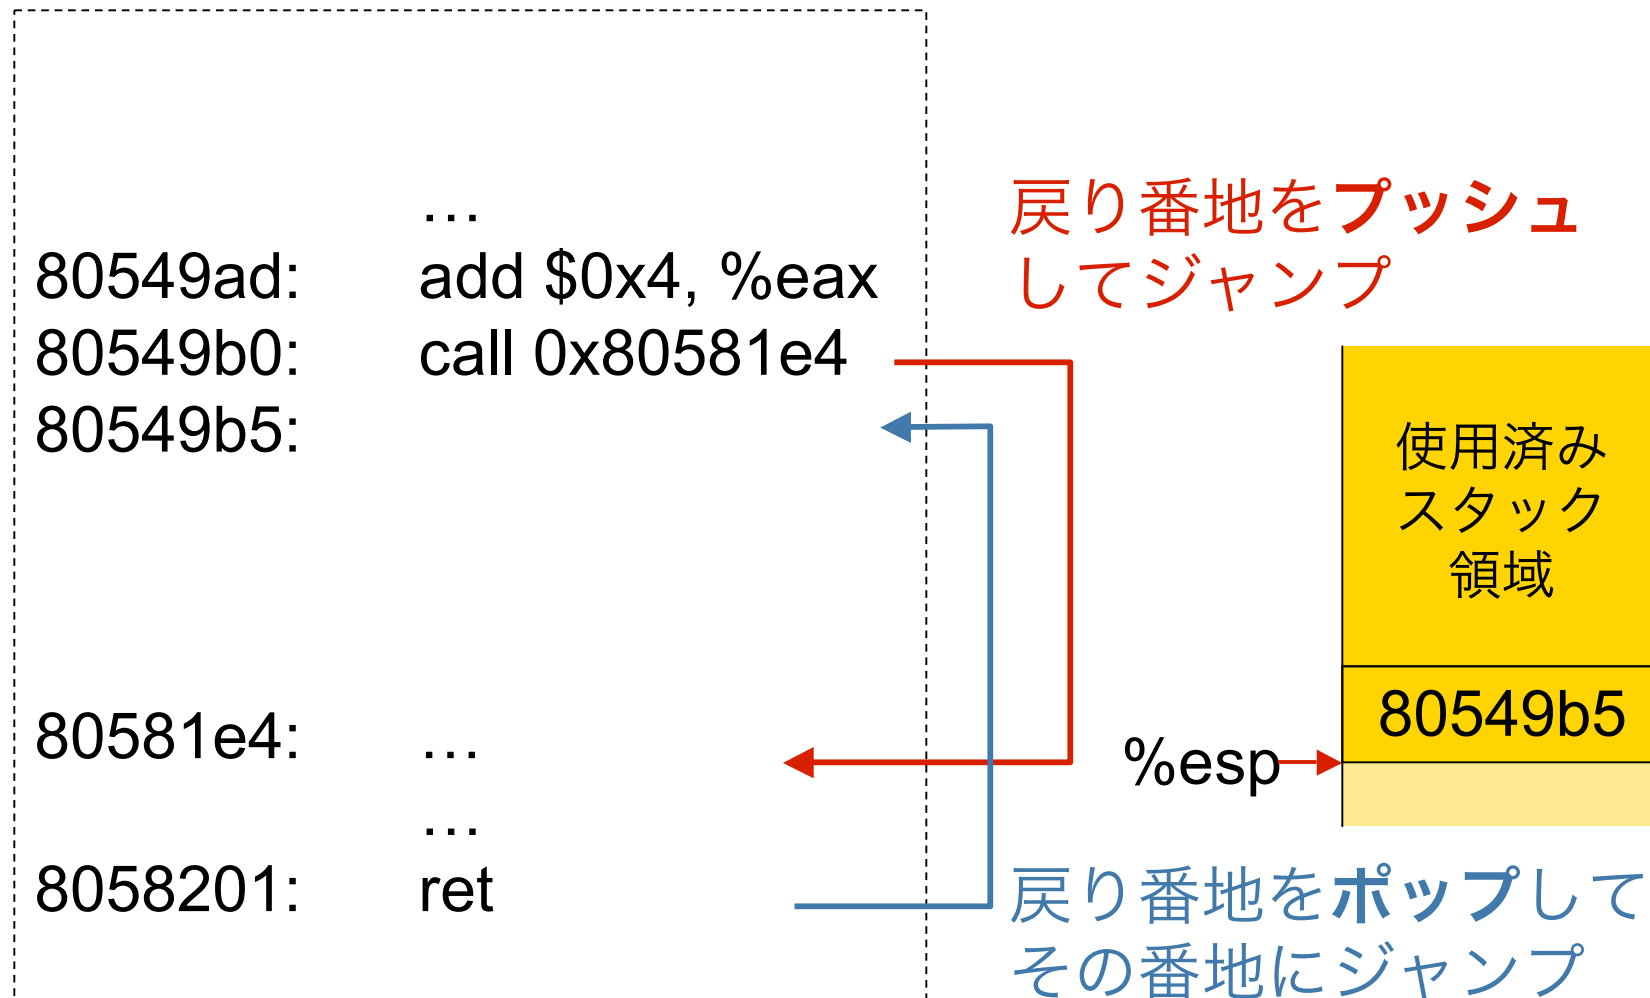 …
80549ad: add $0x4, %eax
80549b0: call 0x80581e4
80549b5:
80581e4: …
…
8058201: ret
戻り番地をプッシュ
してジャンプ
使用済み
スタック
領域
80549b5
%esp
戻り番地をポップして
その番地にジャンプ